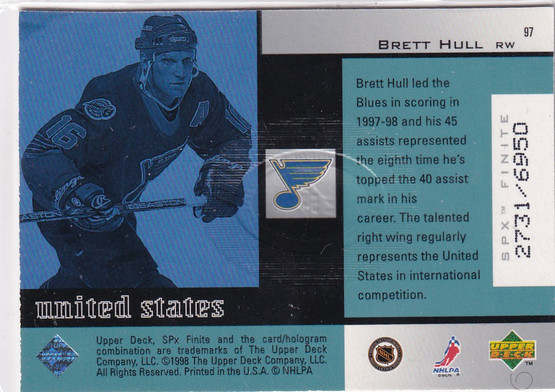 97
BRETT HULL RW
Brett Hull led the
Blues in scoring in
1997-98 and his 45
assists represented
the eighth time he's
topped the 40 assist
mark in his
career. The talented
right wing regularly
represents the United
States in international
competition.
SPX™ FINITE
2731/6950
16
A
united states
Upper Deck, SPx Finite and the card/hologram
combination are trademarks of The Upper Deck
Company, LLC. ©1998 The Upper Deck Company, LLC.
All Rights Reserved. Printed in the U.S.A. © NHLPA
NHLPA
UPPER
DECK
™